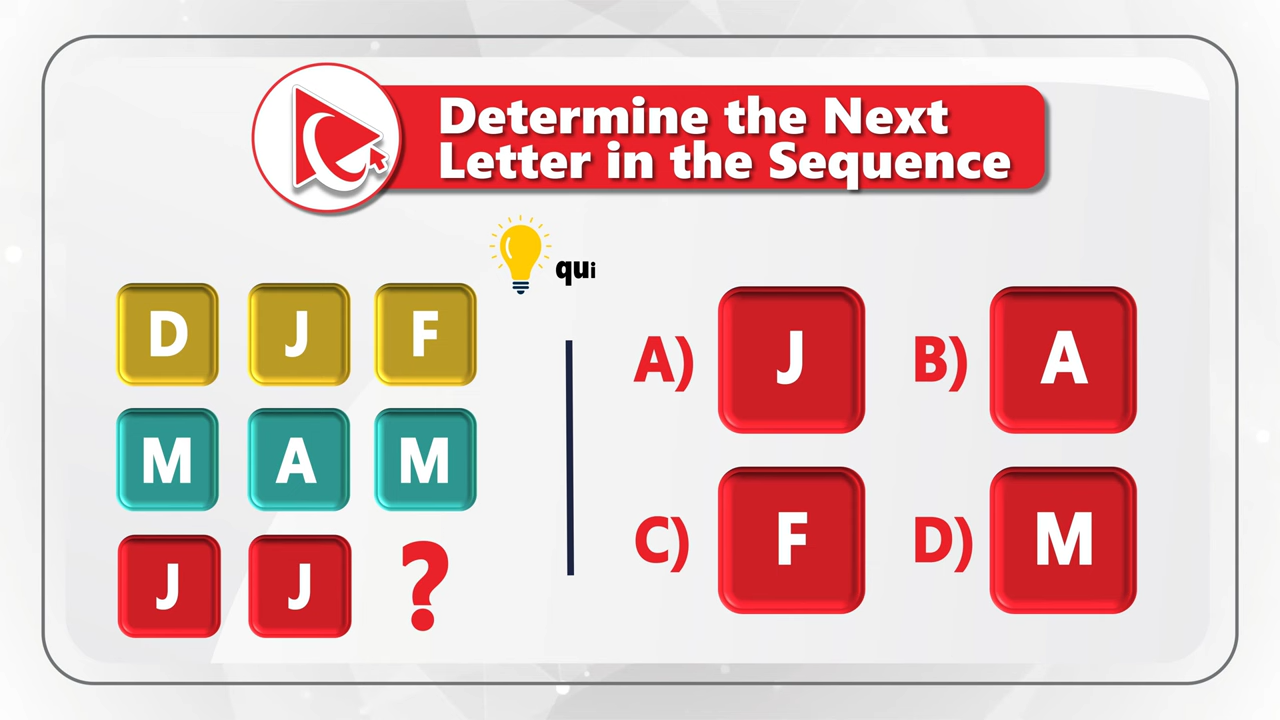 Determine the Next
Letter in the Sequence
qui
D J F
M A M
J J ?
A) J B) A
C) F D) M